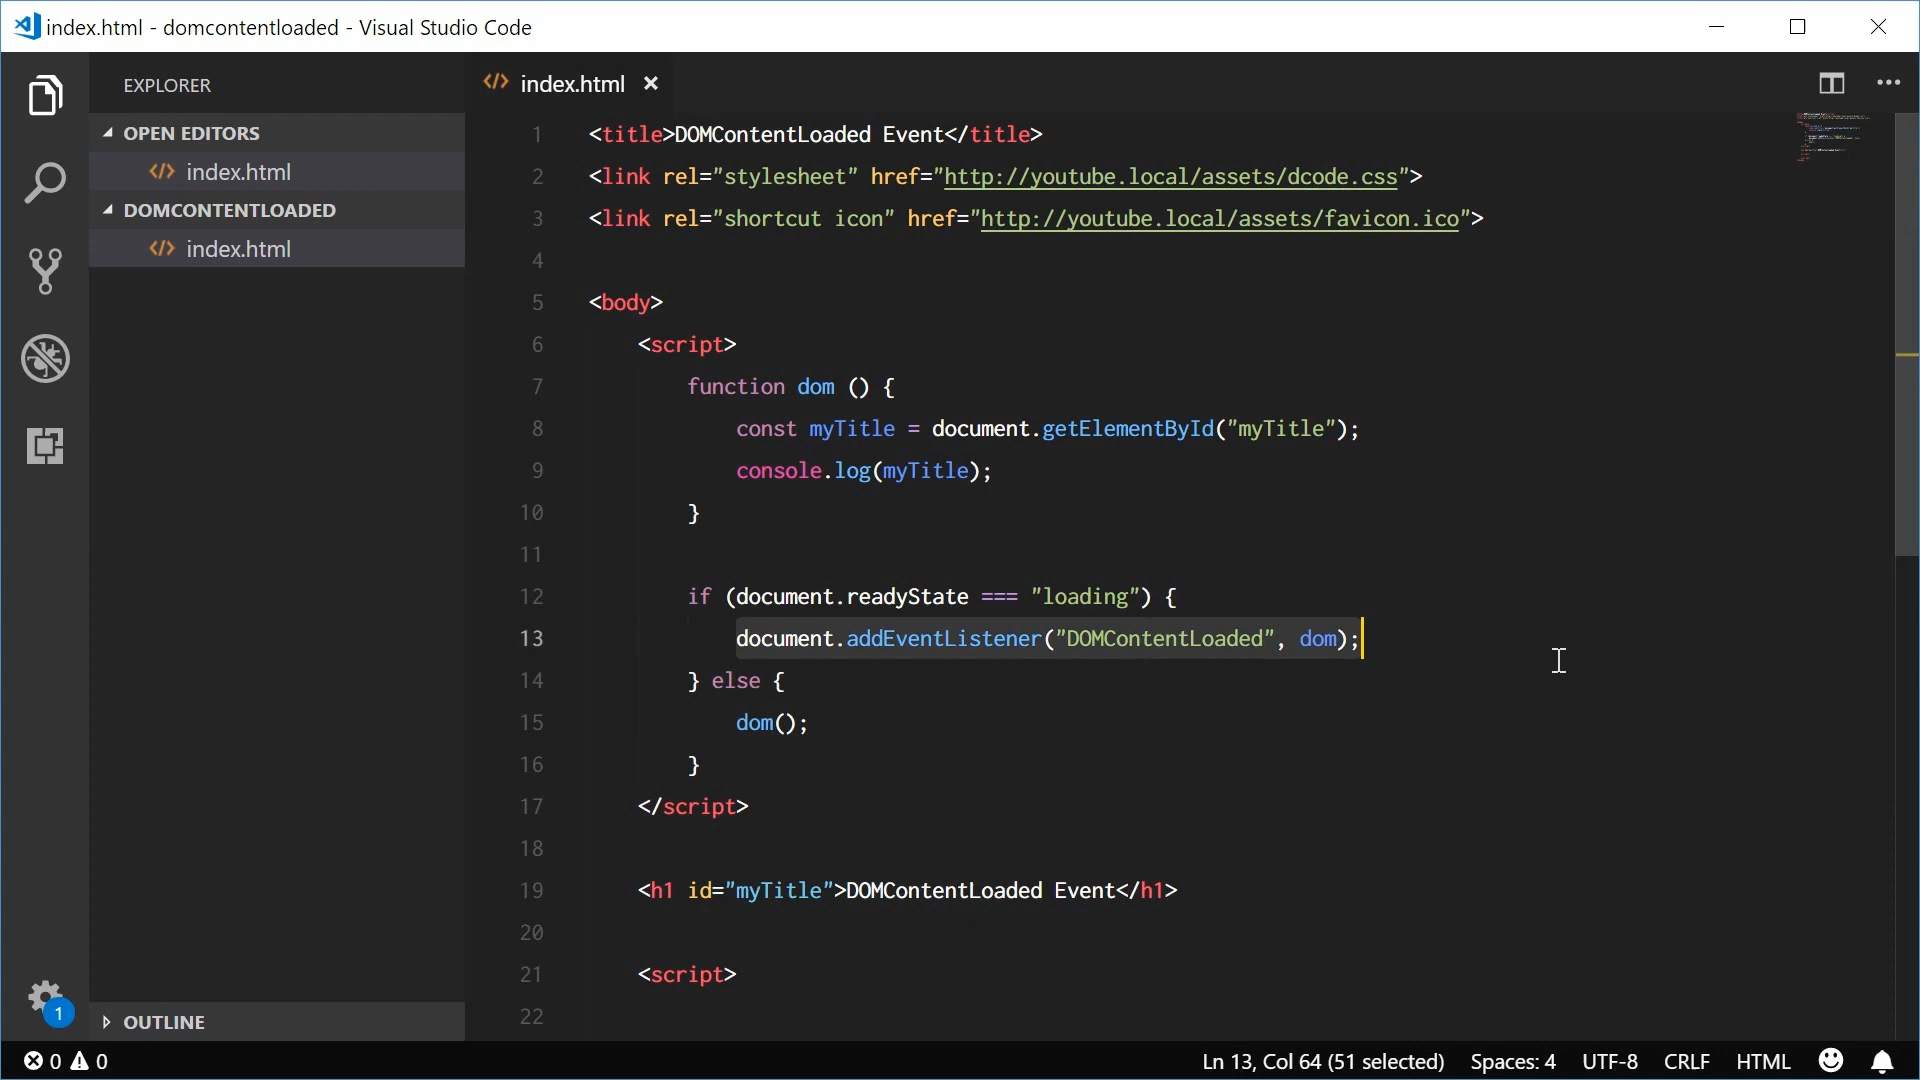 index.html - domcontentloaded - Visual Studio Code
EXPLORER
OPEN EDITORS
index.html
DOMCONTENTLOADED
index.html
OUTLINE
1
index.html
1 <title>DOMContentLoaded Event</title>
2 <link rel="stylesheet" href="http://youtube.local/assets/dcode.css">
3 <link rel="shortcut icon" href="http://youtube.local/assets/favicon.ico">
4
5 <body>
6     <script>
7         function dom () {
8             const myTitle = document.getElementById("myTitle");
9             console.log(myTitle);
10         }
11
12         if (document.readyState === "loading") {
13             document.addEventListener("DOMContentLoaded", dom);
14         } else {
15             dom();
16         }
17     </script>
18
19     <h1 id="myTitle">DOMContentLoaded Event</h1>
20
21     <script>
22
0 0 Ln 13, Col 64 (51 selected) Spaces: 4 UTF-8 CRLF HTML